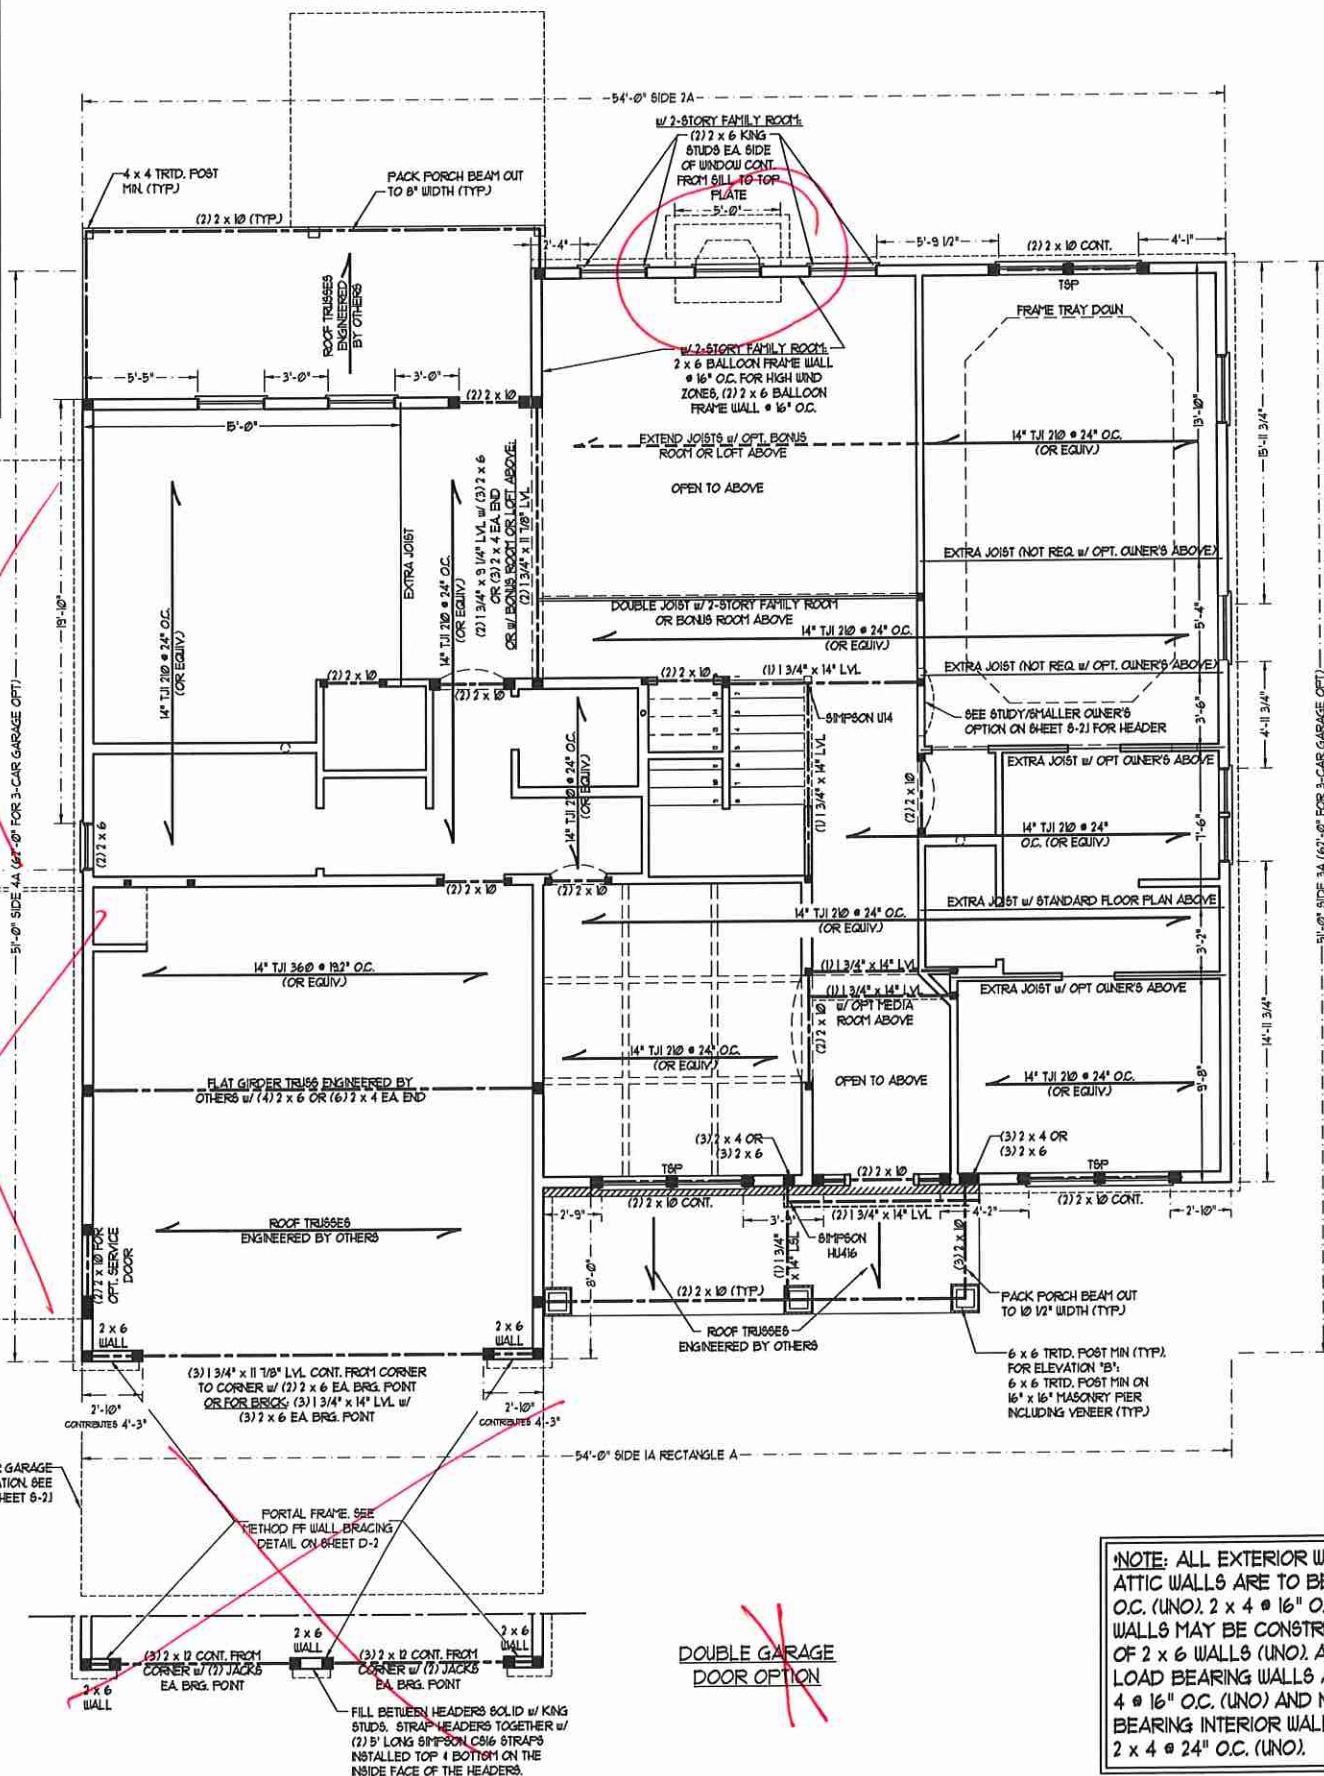 54'-0" SIDE 2A
w/ 2-STORY FAMILY ROOM:
(2) 2 x 6 KING
STUDS EA. SIDE
OF WINDOW CONT.
FROM SILL TO TOP
PLATE
5'-0"
4 x 4 TRTD. POST
MIN. (TYP.)
PACK PORCH BEAM OUT
TO 8" WIDTH (TYP.)
(2) 2 x 10 (TYP.)
2'-4"
5'-9 1/2"
(2) 2 x 10 CONT.
4'-1"
TSP
FRAME TRAY DOWN
ROOF TRUSSES
ENGINEERED
BY OTHERS
w/ 2-STORY FAMILY ROOM:
2 x 6 BALLOON FRAME WALL
@ 16" O.C. FOR HIGH WIND
ZONES, (2) 2 x 6 BALLOON
FRAME WALL @ 16" O.C.
5'-5"
3'-0"
3'-0"
(2) 2 x 10
15'-0"
EXTEND JOISTS w/ OPT. BONUS
ROOM OR LOFT ABOVE
14" TJI 210 @ 24" O.C.
(OR EQUIV.)
13'-10"
15'-11 3/4"
OPEN TO ABOVE
14" TJI 210 @ 24" O.C.
(OR EQUIV.)
EXTRA JOIST
14" TJI 210 @ 24" O.C.
(OR EQUIV.)
(2) 1 3/4" x 9 1/4" LVL w/ (3) 2 x 6
OR (3) 2 x 4 EA. END
OR w/ BONUS ROOM OR LOFT ABOVE:
(2) 1 3/4" x 11 7/8" LVL
19'-10"
EXTRA JOIST (NOT REQ. w/ OPT. OWNER'S ABOVE)
DOUBLE JOIST w/ 2-STORY FAMILY ROOM
OR BONUS ROOM ABOVE
5'-4"
14" TJI 210 @ 24" O.C.
(OR EQUIV.)
EXTRA JOIST (NOT REQ. w/ OPT. OWNER'S ABOVE)
(2) 2 x 10
(2) 2 x 10
(2) 2 x 10
(1) 1 3/4" x 14" LVL
3'-6"
4'-11 3/4"
SIMPSON U14
SEE STUDY/SMALLER OWNER'S
OPTION ON SHEET S-2.1 FOR HEADER
51'-0" SIDE 4A (67'-0" FOR 3-CAR GARAGE OPT)
51'-0" SIDE 3A (67'-0" FOR 3-CAR GARAGE OPT)
EXTRA JOIST w/ OPT OWNER'S ABOVE
14" TJI 210 @ 24" O.C.
(OR EQUIV.)
(1) 1 3/4" x 14" LVL
(2) 2 x 10
14" TJI 210 @ 24"
O.C. (OR EQUIV.)
7'-6"
(2) 2 x 6
(2) 2 x 10
(2) 2 x 10
EXTRA JOIST w/ STANDARD FLOOR PLAN ABOVE
14" TJI 210 @ 24" O.C.
(OR EQUIV.)
3'-2"
14" TJI 360 @ 19.2" O.C.
(OR EQUIV.)
(1) 1 3/4" x 14" LVL
EXTRA JOIST w/ OPT OWNER'S ABOVE
(1) 1 3/4" x 14" LVL
w/ OPT MEDIA
ROOM ABOVE
(2) 2 x 10
14'-11 3/4"
14" TJI 210 @ 24" O.C.
(OR EQUIV.)
OPEN TO ABOVE
14" TJI 210 @ 24" O.C.
(OR EQUIV.)
9'-8"
FLAT GIRDER TRUSS ENGINEERED BY
OTHERS w/ (4) 2 x 6 OR (6) 2 x 4 EA. END
(3) 2 x 4 OR
(3) 2 x 6
(3) 2 x 4 OR
(3) 2 x 6
TSP
(2) 2 x 10
TSP
(2) 2 x 10 CONT.
(2) 2 x 10 CONT.
2'-9"
(2) 1 3/4" x 14" LVL
4'-2"
2'-10"
ROOF TRUSSES
ENGINEERED BY OTHERS
(2) 2 x 10 FOR
OPT. SERVICE
DOOR
8'-0"
(1) 1 3/4"
x 14" LSL
SIMPSON
HU416
(3) 2 x 10
(2) 2 x 10 (TYP.)
PACK PORCH BEAM OUT
TO 10 1/2" WIDTH (TYP.)
2 x 6
WALL
2 x 6
WALL
ROOF TRUSSES
ENGINEERED BY OTHERS
(3) 1 3/4" x 11 7/8" LVL CONT. FROM CORNER
TO CORNER w/ (2) 2 x 6 EA. BRG. POINT
OR FOR BRICK: (3) 1 3/4" x 14" LVL w/
(3) 2 x 6 EA. BRG. POINT
6 x 6 TRTD. POST MIN (TYP.)
FOR ELEVATION "B":
6 x 6 TRTD. POST MIN ON
16" x 16" MASONRY PIER
INCLUDING VENEER (TYP.)
2'-10"
CONTRIBUTES 4'-3"
2'-10"
CONTRIBUTES 4'-3"
54'-0" SIDE 1A RECTANGLE A
GARAGE
SEE
SHEET S-2.1
PORTAL FRAME. SEE
METHOD PF WALL BRACING
DETAIL ON SHEET D-2
2 x 6
WALL
2 x 6
WALL
2 x 6
WALL
(3) 2 x 12 CONT. FROM
CORNER w/ (2) JACKS
EA. BRG. POINT
(3) 2 x 12 CONT. FROM
CORNER w/ (2) JACKS
EA. BRG. POINT
DOUBLE GARAGE
DOOR OPTION
FILL BETWEEN HEADERS SOLID w/ KING
STUDS. STRAP HEADERS TOGETHER w/
(2) 5' LONG SIMPSON CS16 STRAPS
INSTALLED TOP & BOTTOM ON THE
INSIDE FACE OF THE HEADERS.
NOTE: ALL EXTERIOR W
ATTIC WALLS ARE TO BE
O.C. (UNO). 2 x 4 @ 16" O.
WALLS MAY BE CONSTR
OF 2 x 6 WALLS (UNO). A
LOAD BEARING WALLS A
4 @ 16" O.C. (UNO) AND N
BEARING INTERIOR WALL
2 x 4 @ 24" O.C. (UNO).